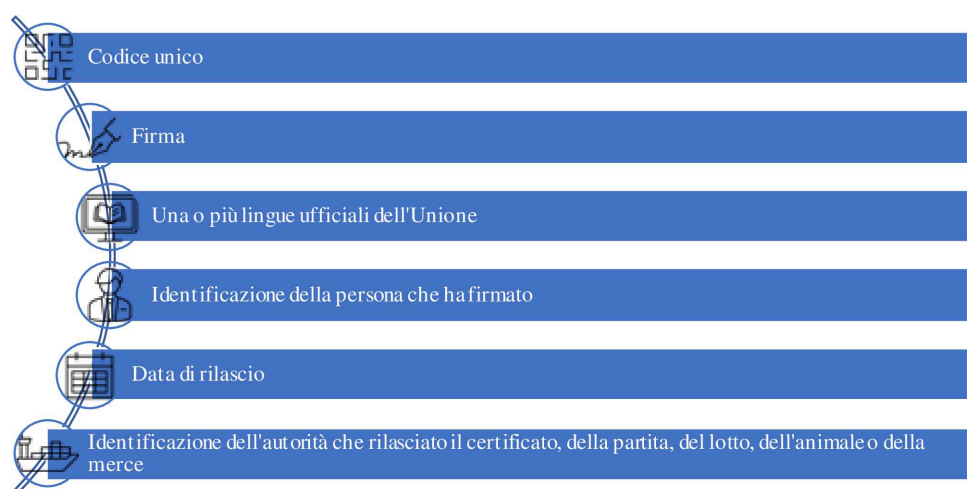 Codice unico
Firma
Una o più lingue ufficiali dell'Unione
Identificazione della persona che ha firmato
Data di rilascio
Identificazione dell'autorità che rilasciato il certificato, della partita, del lotto, dell'animale o della
merce